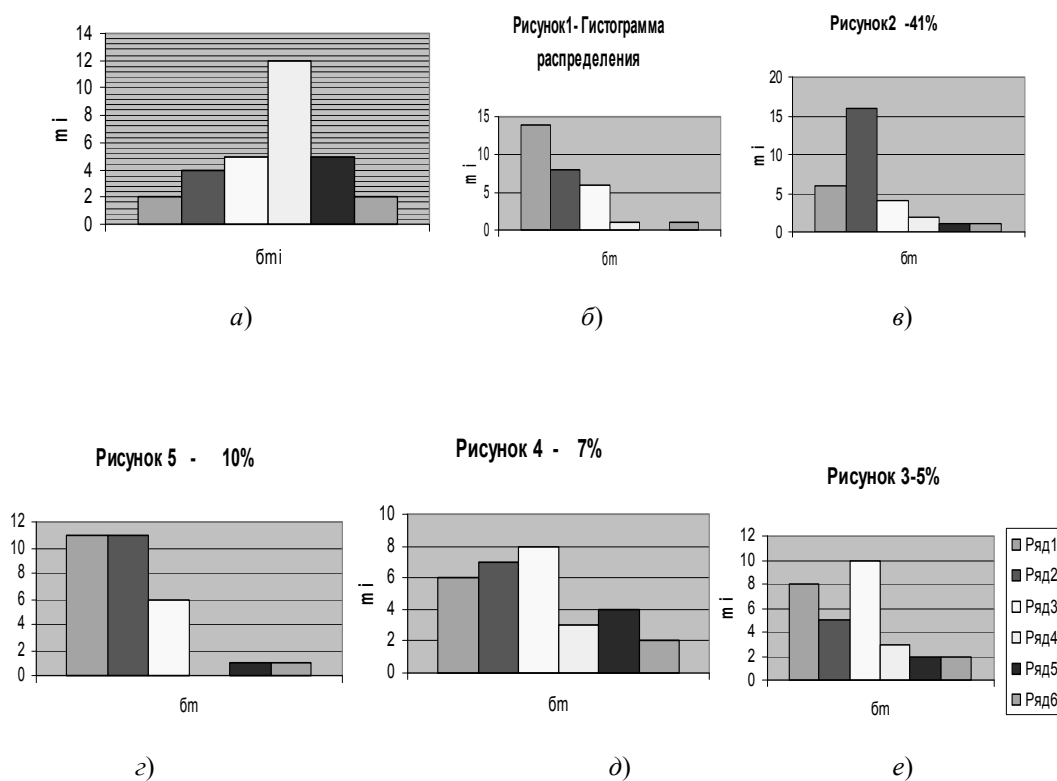 14
12
10
8
6
4
2
0
m i
бmi
а)
Рисунок1- Гистограмма
распределения
15
10
5
0
m i
бm
б)
Рисунок2 -41%
20
15
10
5
0
m i
бm
в)
Рисунок 5 - 10%
12
10
8
6
4
2
0
бm
г)
Рисунок 4 - 7%
10
8
6
4
2
0
m i
бm
д)
Рисунок 3-5%
12
10
8
6
4
2
0
m i
бm
Ряд1
Ряд2
Ряд3
Ряд4
Ряд5
Ряд6
е)